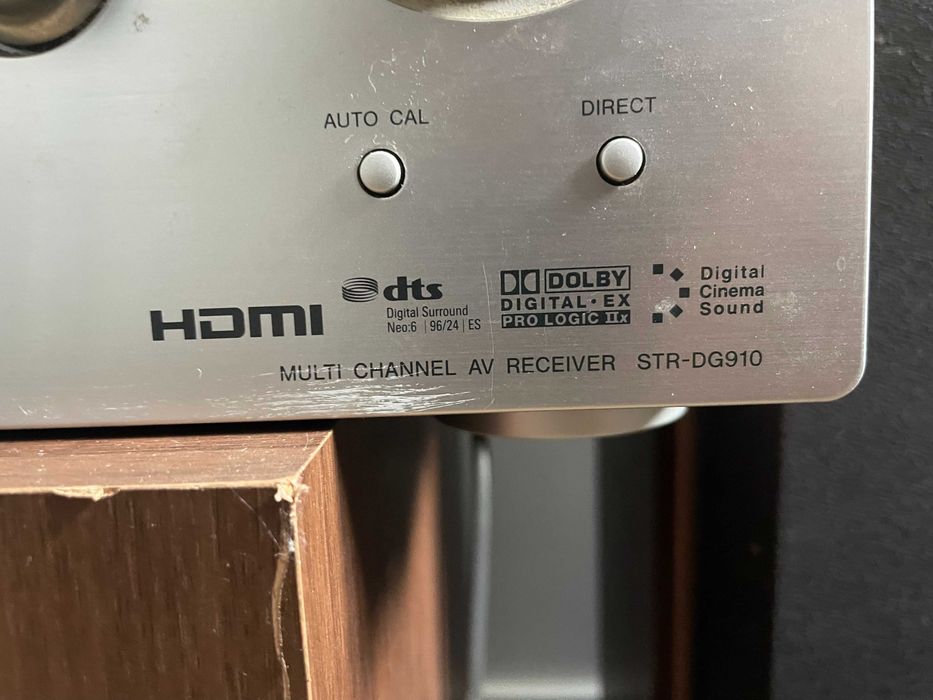 AUTO CAL
DIRECT
HDMI
dts
Digital Surround
Neo:6 | 96/24 | ES
DOLBY
DIGITAL·EX
PRO LOGIC IIx
Digital
Cinema
Sound
MULTI CHANNEL AV RECEIVER STR-DG910